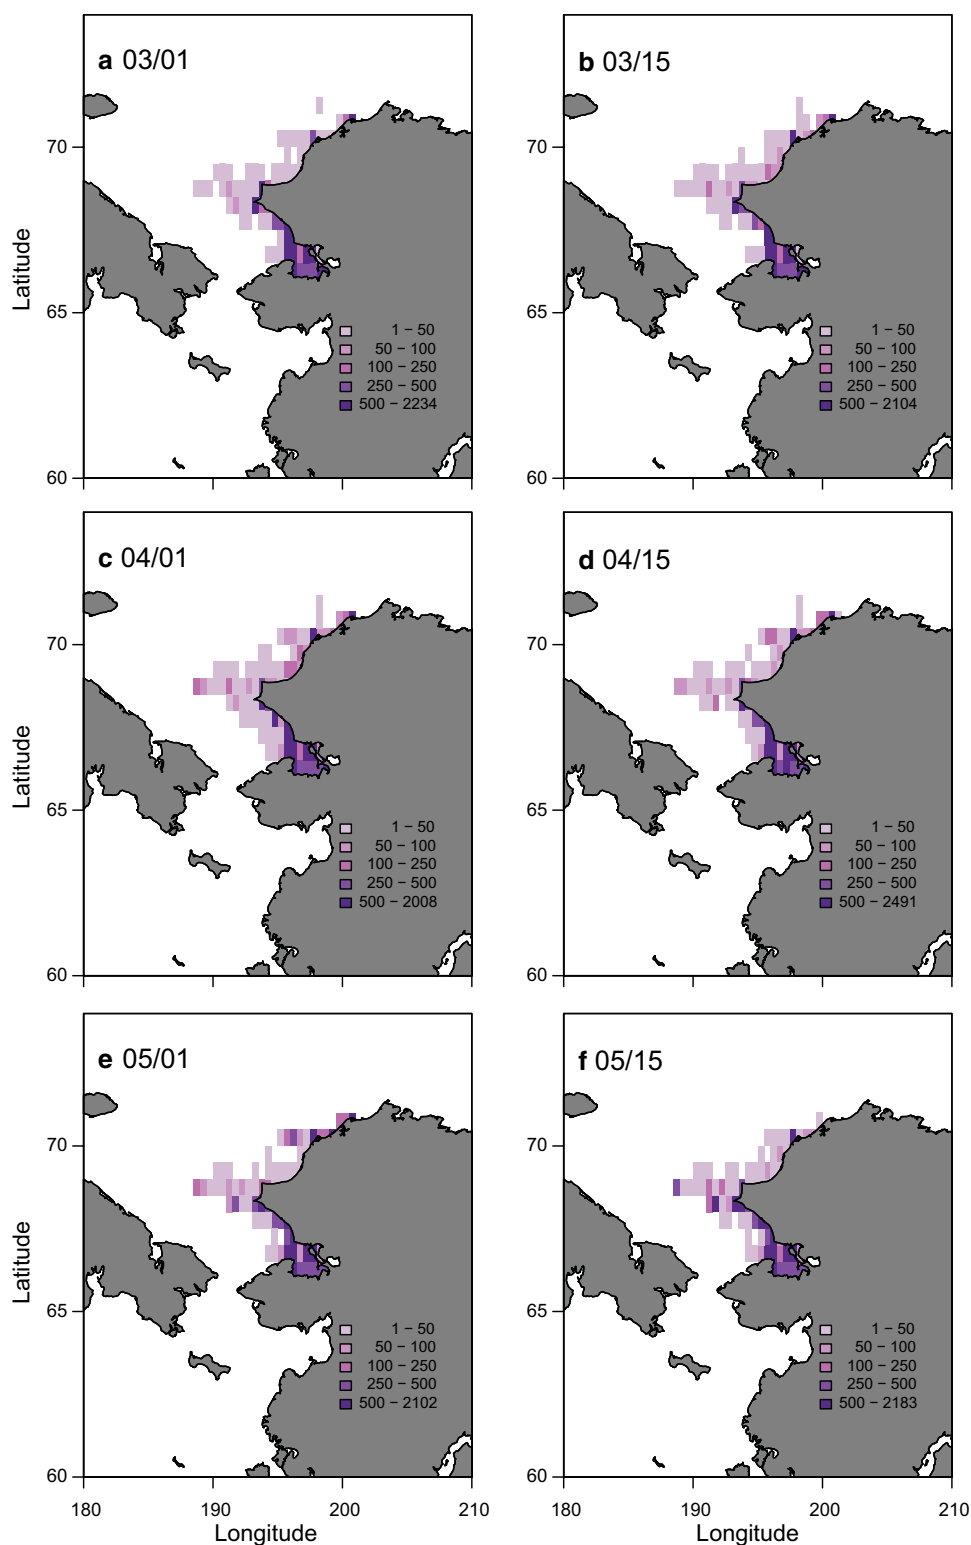 a 03/01
b 03/15
70
70
Latitude
65
65
1 – 50
50 – 100
100 – 250
250 – 500
500 – 2234
1 – 50
50 – 100
100 – 250
250 – 500
500 – 2104
60
60
c 04/01
d 04/15
70
70
Latitude
65
65
1 – 50
50 – 100
100 – 250
250 – 500
500 – 2008
1 – 50
50 – 100
100 – 250
250 – 500
500 – 2491
60
60
e 05/01
f 05/15
70
70
Latitude
65
65
1 – 50
50 – 100
100 – 250
250 – 500
500 – 2102
1 – 50
50 – 100
100 – 250
250 – 500
500 – 2183
60
60
180 190 200 210
180 190 200 210
Longitude
Longitude